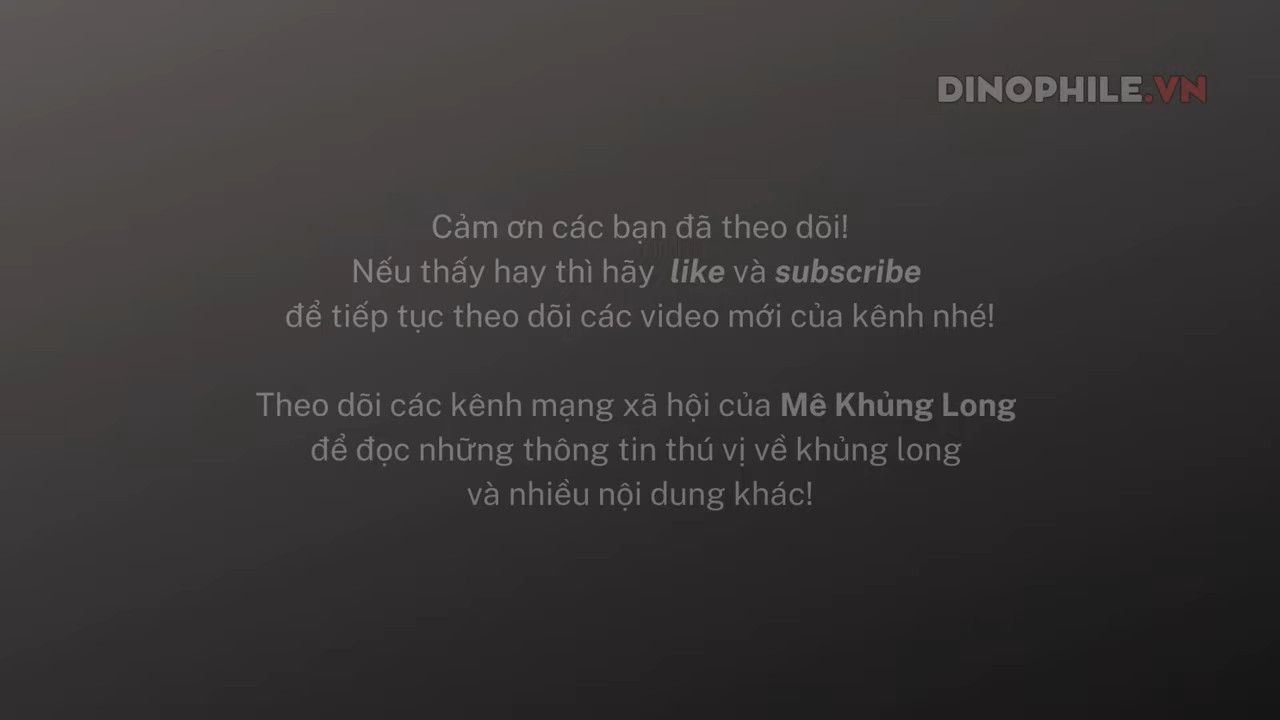 DINOPHILE.VN
Cảm ơn các bạn đã theo dõi!
Nếu thấy hay thì hãy like và subscribe
để tiếp tục theo dõi các video mới của kênh nhé!
Theo dõi các kênh mạng xã hội của Mê Khủng Long
để đọc những thông tin thú vị về khủng long
và nhiều nội dung khác!